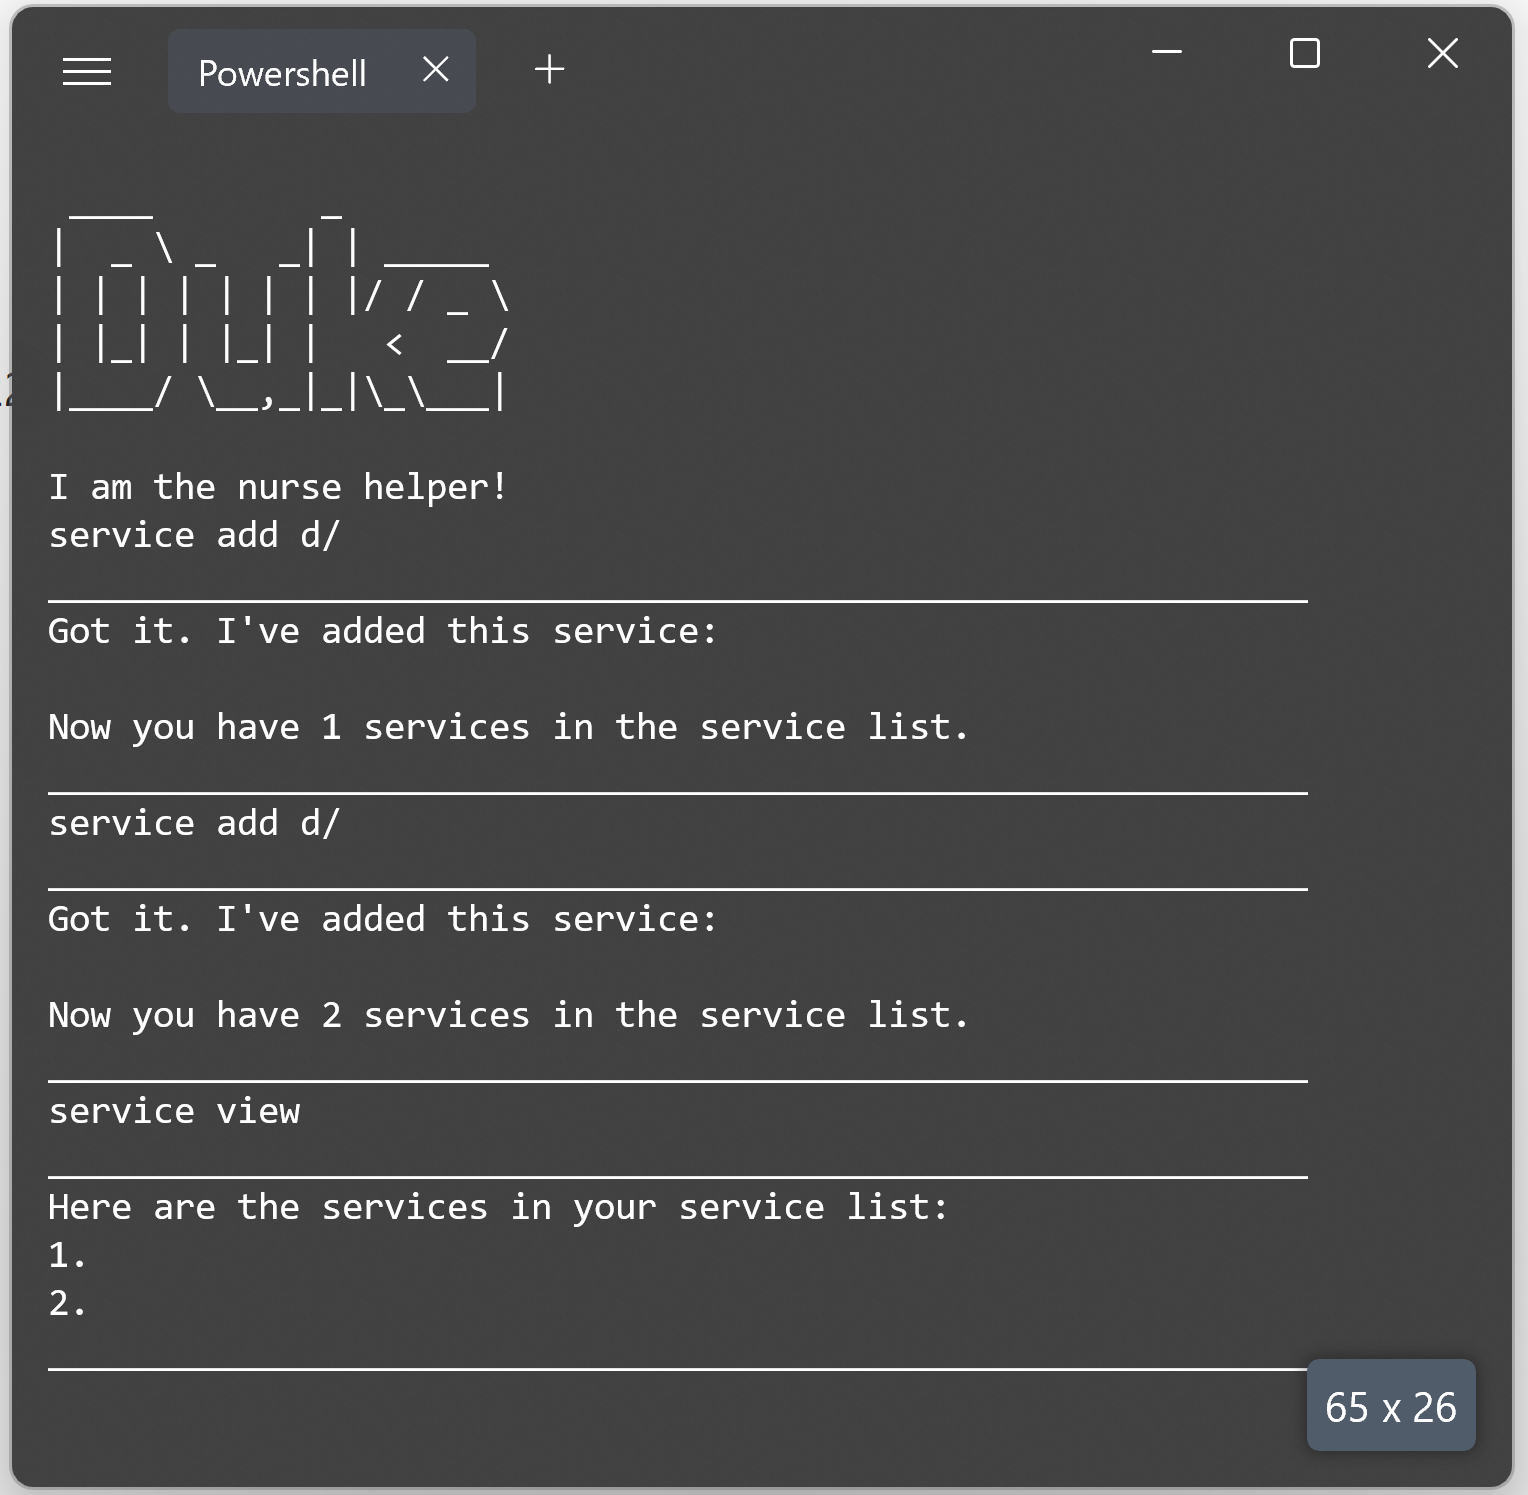 Powershell
 ____        _
|  _ \ _   _| | _____
| | | | | | | |/ / _ \
| |_| | |_| |   <  __/
|____/ \__,_|_|\_\___|
I am the nurse helper!
service add d/
____________________________________________________________
Got it. I've added this service:
Now you have 1 services in the service list.
____________________________________________________________
service add d/
____________________________________________________________
Got it. I've added this service:
Now you have 2 services in the service list.
____________________________________________________________
service view
____________________________________________________________
Here are the services in your service list:
1.
2.
____________________________________________________________
65 x 26